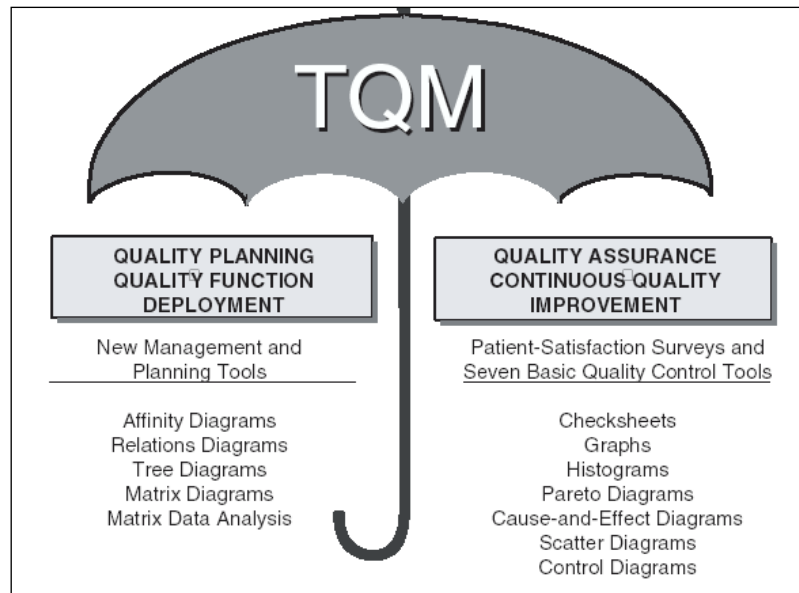 TQM
QUALITY PLANNING
QUALITY FUNCTION
DEPLOYMENT
New Management and
Planning Tools
Affinity Diagrams
Relations Diagrams
Tree Diagrams
Matrix Diagrams
Matrix Data Analysis
QUALITY ASSURANCE
CONTINUOUS QUALITY
IMPROVEMENT
Patient-Satisfaction Surveys and
Seven Basic Quality Control Tools
Checksheets
Graphs
Histograms
Pareto Diagrams
Cause-and-Effect Diagrams
Scatter Diagrams
Control Diagrams